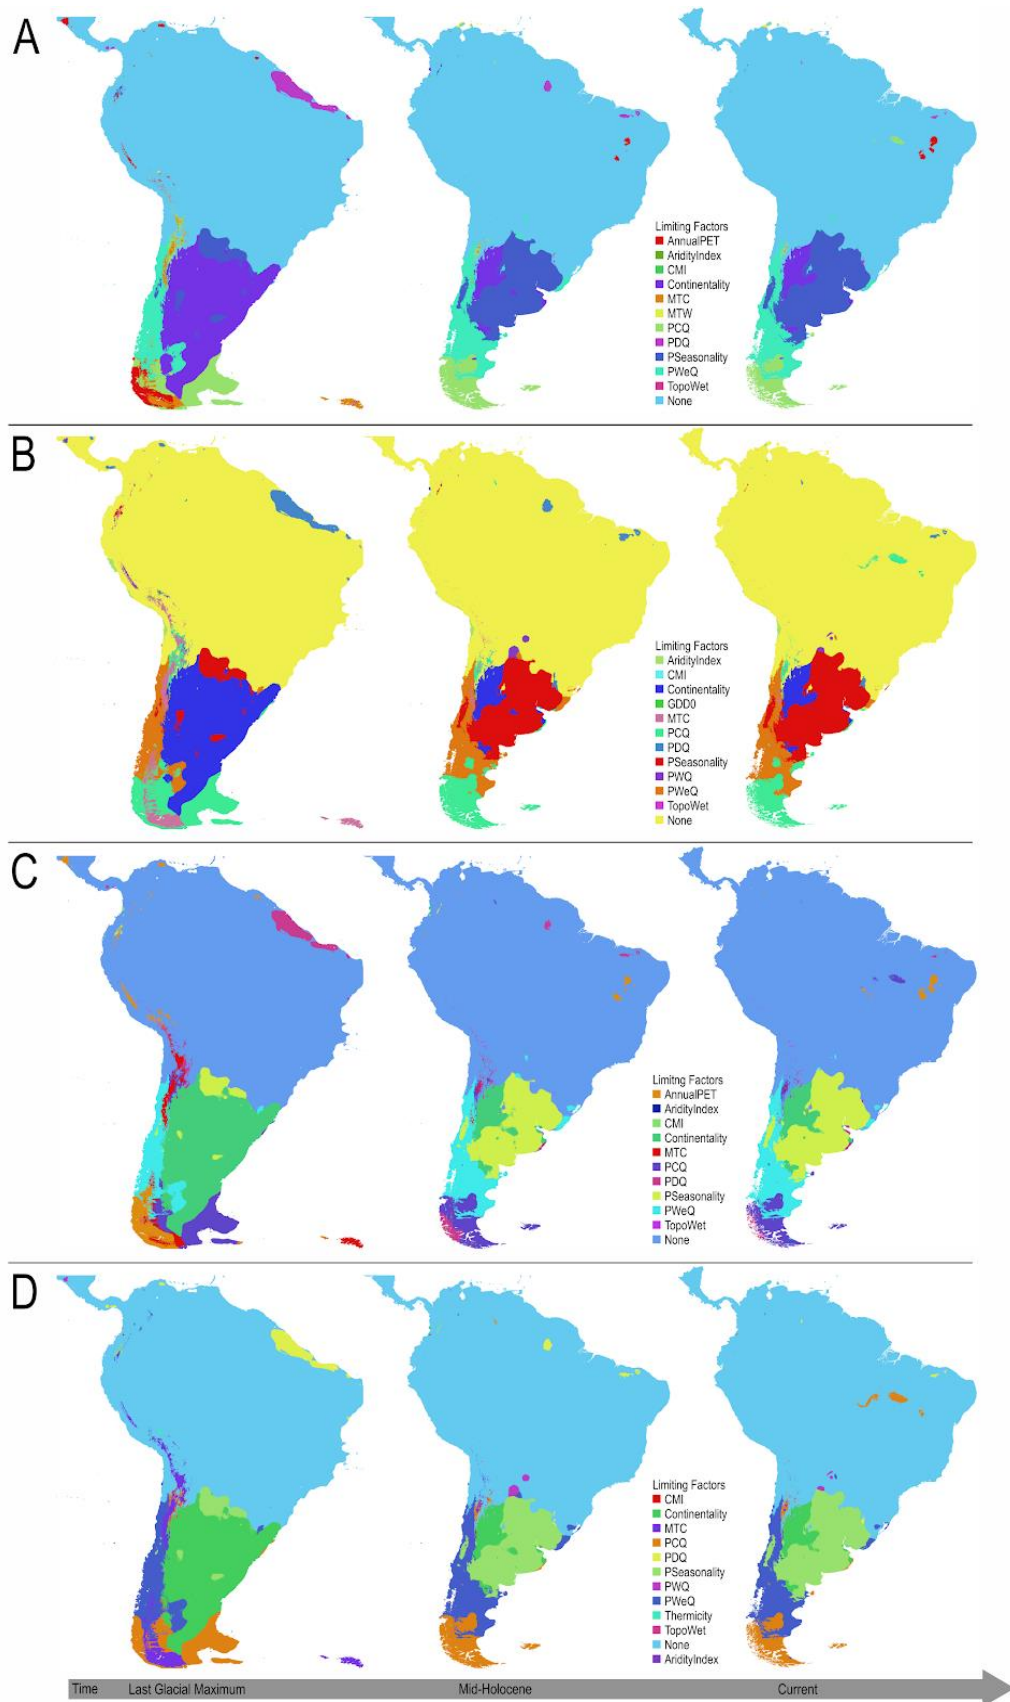 A
Limiting Factors
AnnualPET
AridityIndex
CMI
Continentality
MTC
MTW
PCQ
PDQ
PSeasonality
PWeQ
TopoWet
None
B
Limiting Factors
AridityIndex
CMI
Continentality
GDD0
MTC
PCQ
PDQ
PSeasonality
PWQ
PWeQ
TopoWet
None
C
Limitng Factors
AnnualPET
AridityIndex
CMI
Continentality
MTC
PCQ
PDQ
PSeasonality
PWeQ
TopoWet
None
D
Limiting Factors
CMI
Continentality
MTC
PCQ
PDQ
PSeasonality
PWQ
PWeQ
Thermicity
TopoWet
None
AridityIndex
Time Last Glacial Maximum Mid-Holocene Current